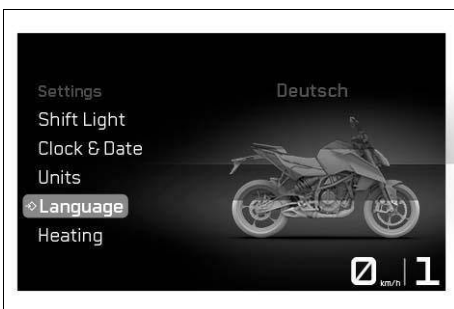 Settings
Deutsch
Shift Light
Clock & Date
Units
Language
Heating
0 km/h 1